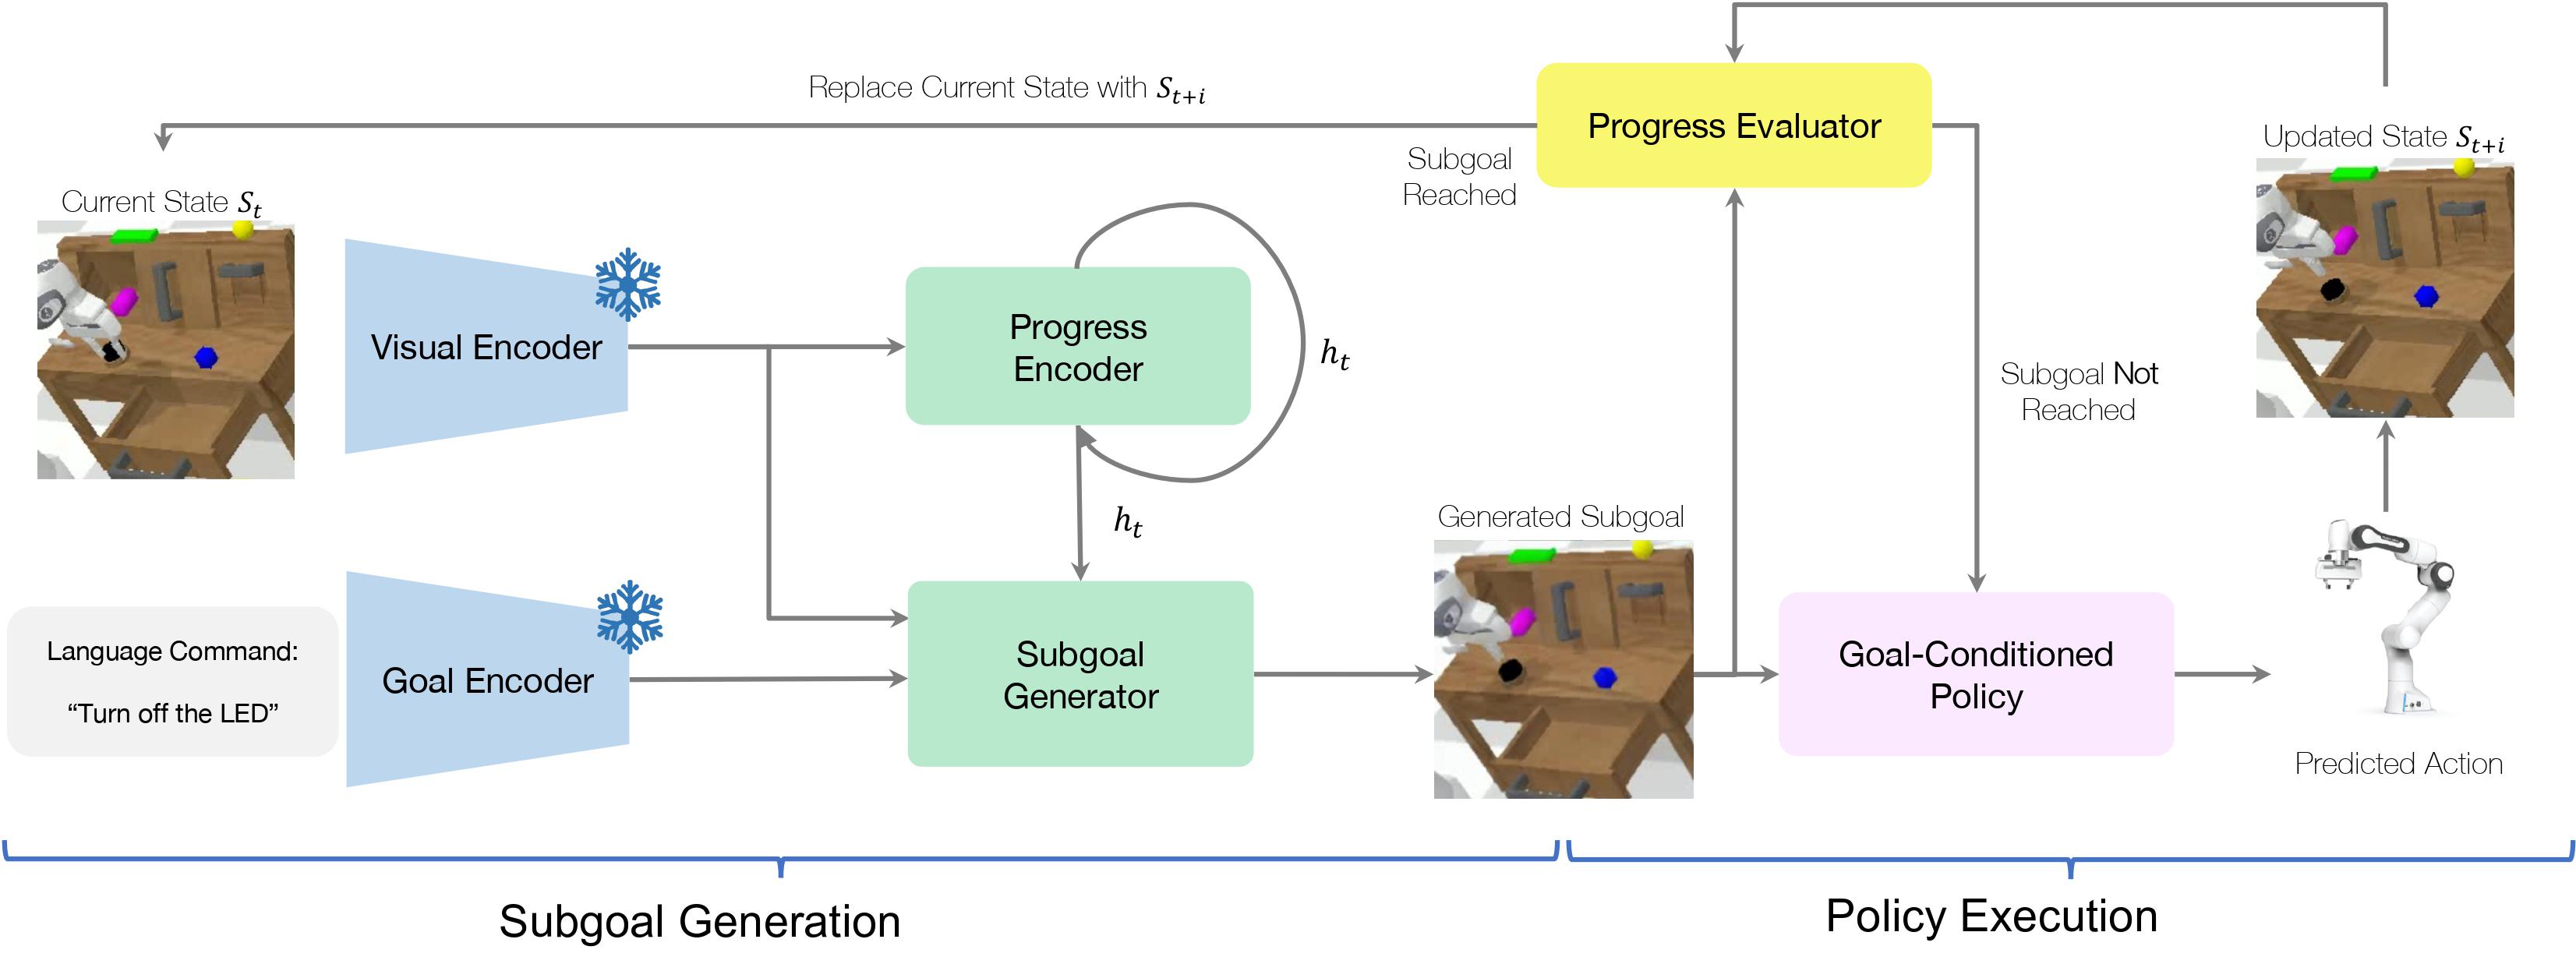 Replace Current State with S_{t+i}
Progress Evaluator
Updated State S_{t+i}
Subgoal
Reached
Current State S_t
Visual Encoder
Progress
Encoder
h_t
Subgoal Not
Reached
h_t
Generated Subgoal
Language Command:
“Turn off the LED”
Goal Encoder
Subgoal
Generator
Goal-Conditioned
Policy
Predicted Action
Subgoal Generation
Policy Execution